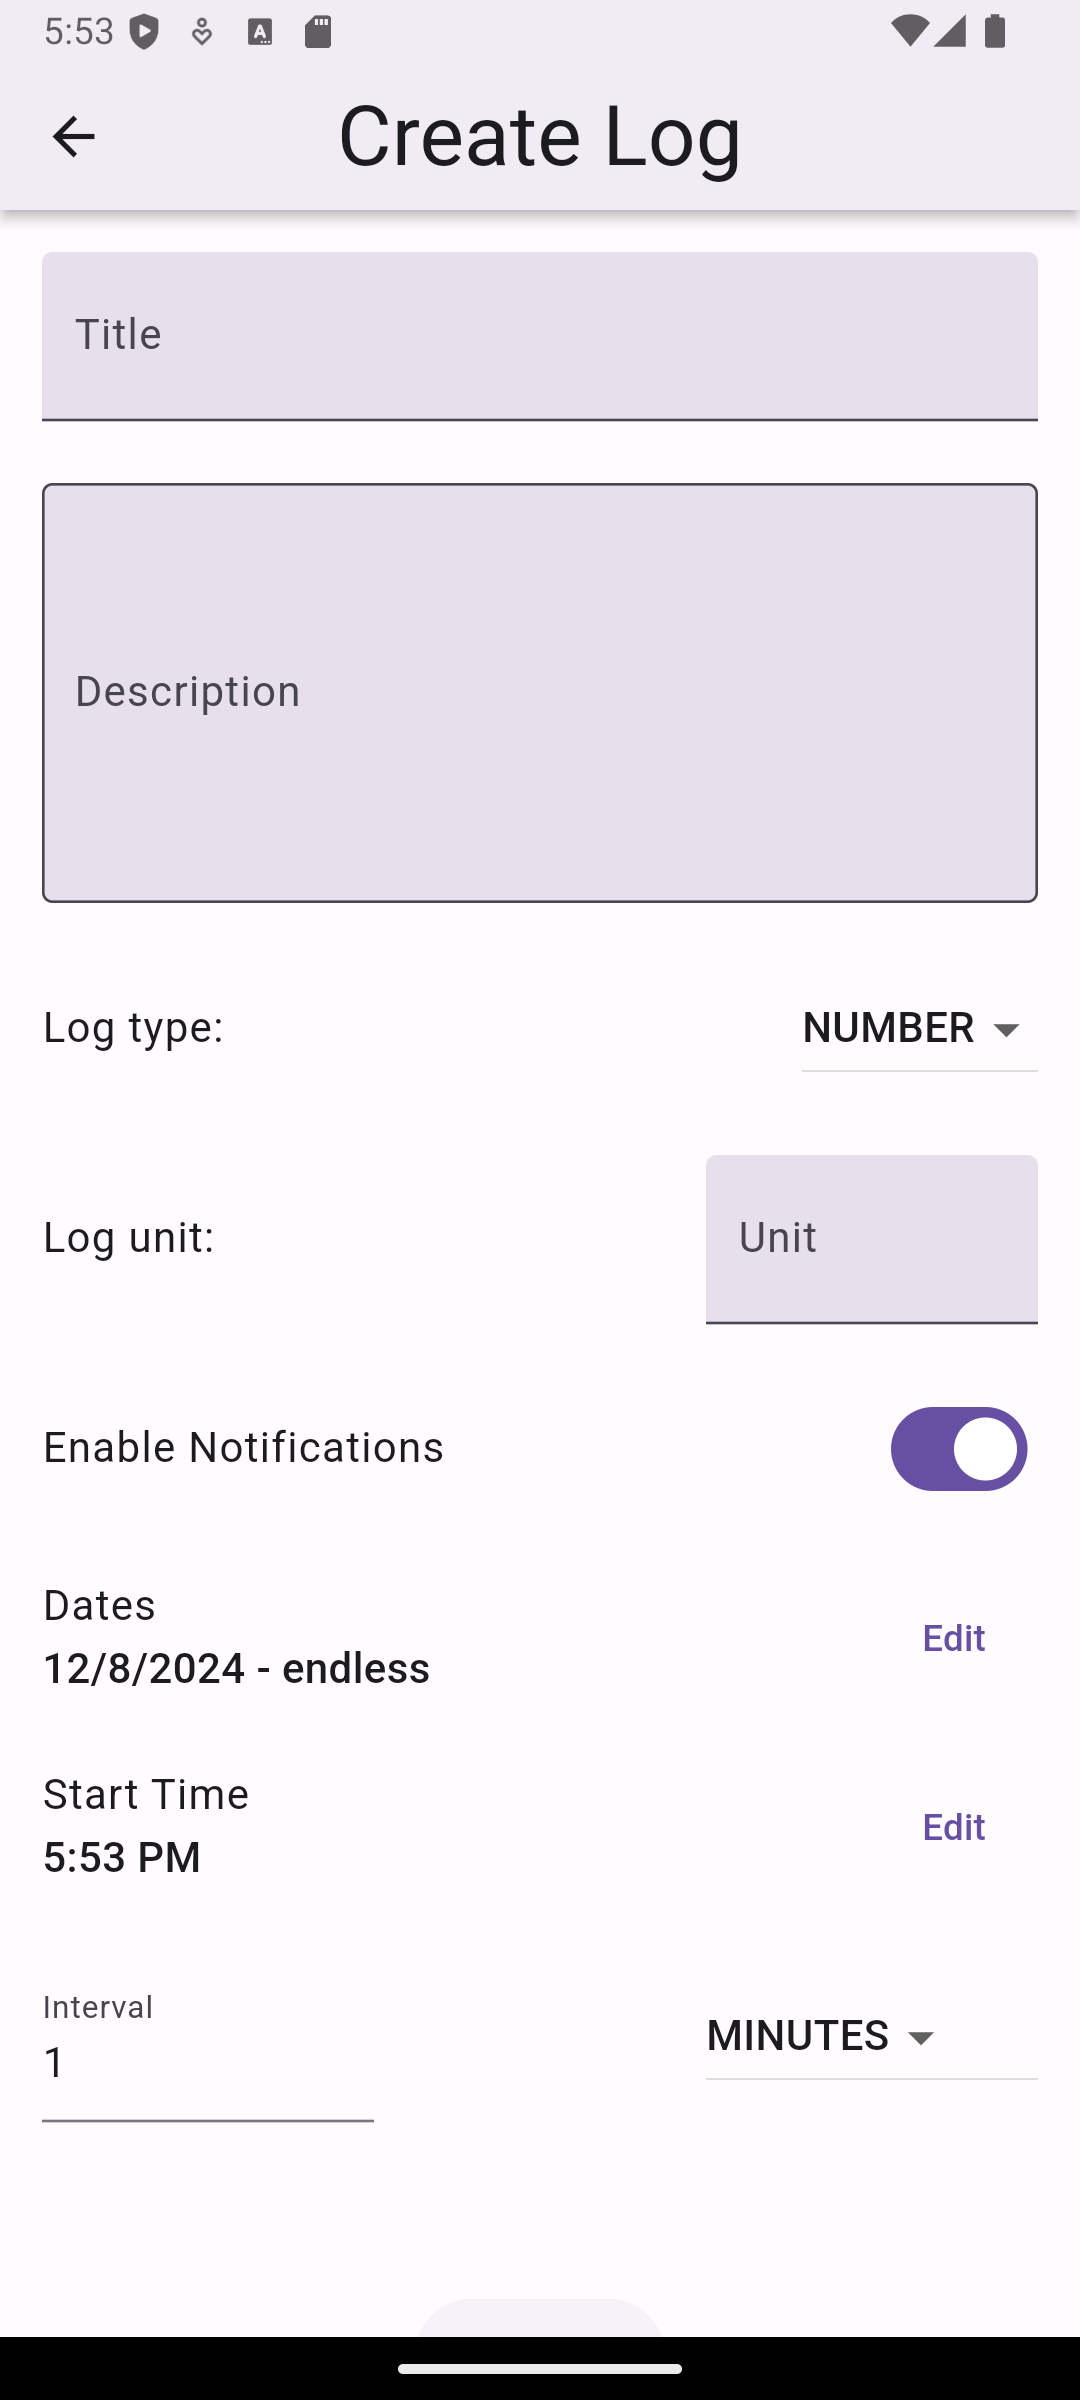 5:53
Create Log
Title
Description
Log type:
NUMBER
Log unit:
Unit
Enable Notifications
Dates
12/8/2024 - endless
Edit
Start Time
5:53 PM
Edit
Interval
1
MINUTES